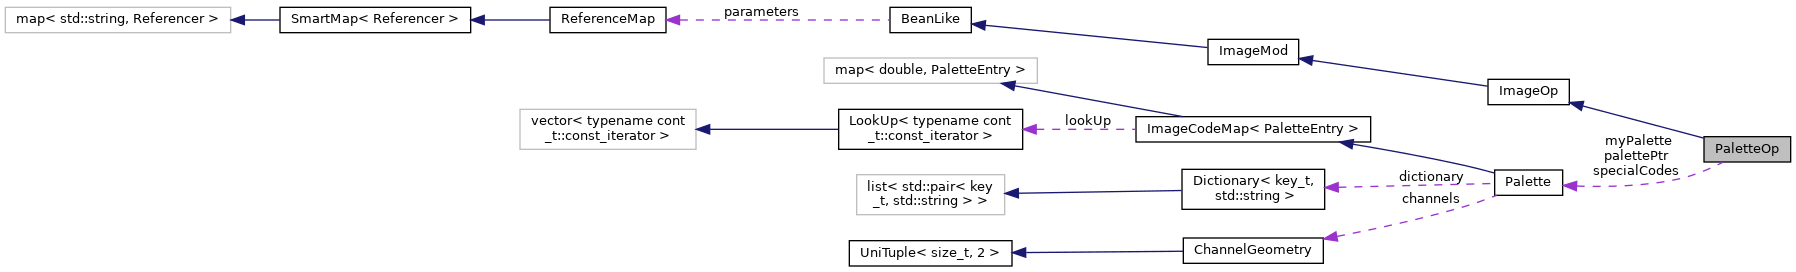 map< std::string, Referencer >
SmartMap< Referencer >
ReferenceMap
parameters
BeanLike
ImageMod
map< double, PaletteEntry >
ImageOp
vector< typename cont
_t::const_iterator >
LookUp< typename cont
_t::const_iterator >
lookUp
ImageCodeMap< PaletteEntry >
myPalette
palettePtr
specialCodes
PaletteOp
list< std::pair< key
_t, std::string > >
Dictionary< key_t,
std::string >
dictionary
channels
Palette
UniTuple< size_t, 2 >
ChannelGeometry